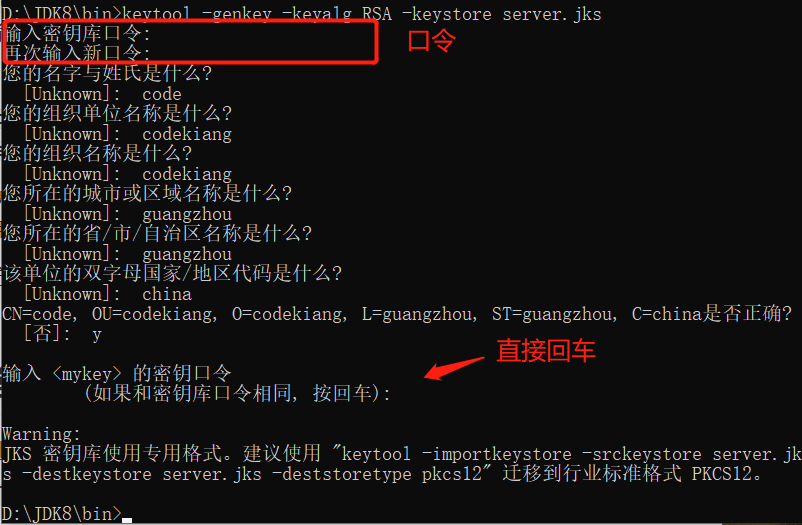 D:\JDK8\bin>keytool -genkey -keyalg RSA -keystore server.jks
输入密钥库口令:
再次输入新口令:
口令
您的名字与姓氏是什么?
[Unknown]: code
您的组织单位名称是什么?
[Unknown]: codekiang
您的组织名称是什么?
[Unknown]: codekiang
您所在的城市或区域名称是什么?
[Unknown]: guangzhou
您所在的省/市/自治区名称是什么?
[Unknown]: guangzhou
该单位的双字母国家/地区代码是什么?
[Unknown]: china
CN=code, OU=codekiang, O=codekiang, L=guangzhou, ST=guangzhou, C=china是否正确?
[否]: y
直接回车
输入 <mykey> 的密钥口令
(如果和密钥库口令相同, 按回车):
Warning:
JKS 密钥库使用专用格式。建议使用 "keytool -importkeystore -srckeystore server.jk
s -destkeystore server.jks -deststoretype pkcs12" 迁移到行业标准格式 PKCS12。
D:\JDK8\bin>